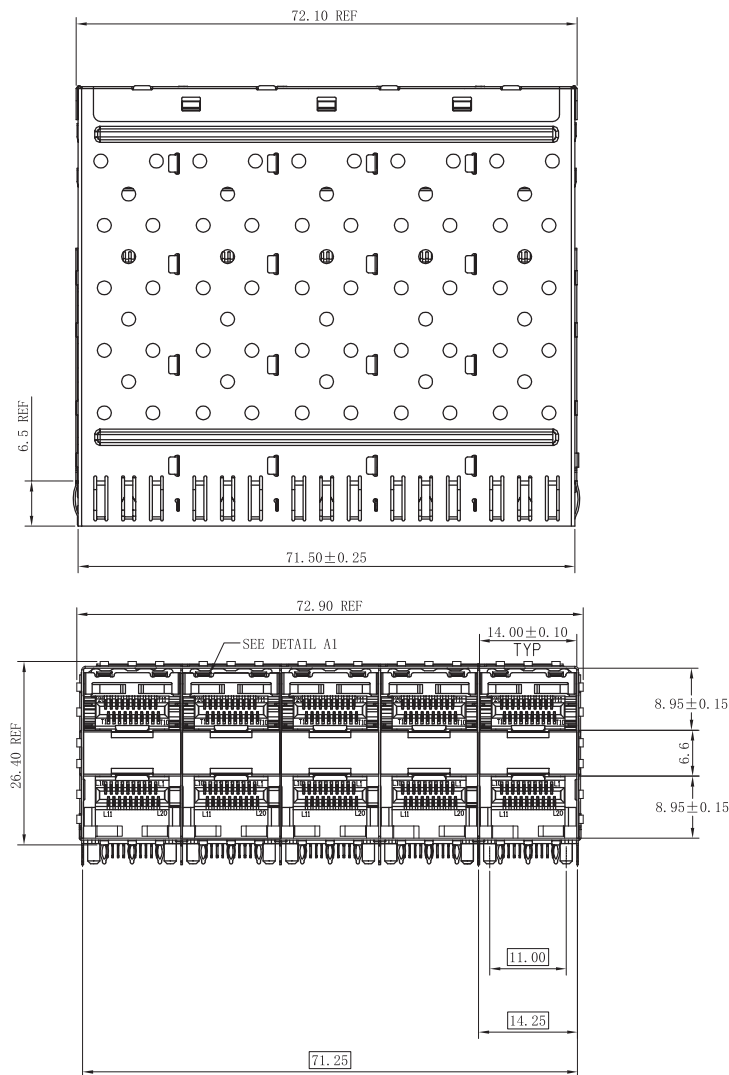 72.10 REF
6.5 REF
71.50±0.25
72.90 REF
14.00±0.10
TYP
SEE DETAIL A1
8.95±0.15
26.40 REF
6.6
8.95±0.15
L11 L20 L11 L20 L11 L20 L11 L20 L11 L20
11.00
14.25
71.25